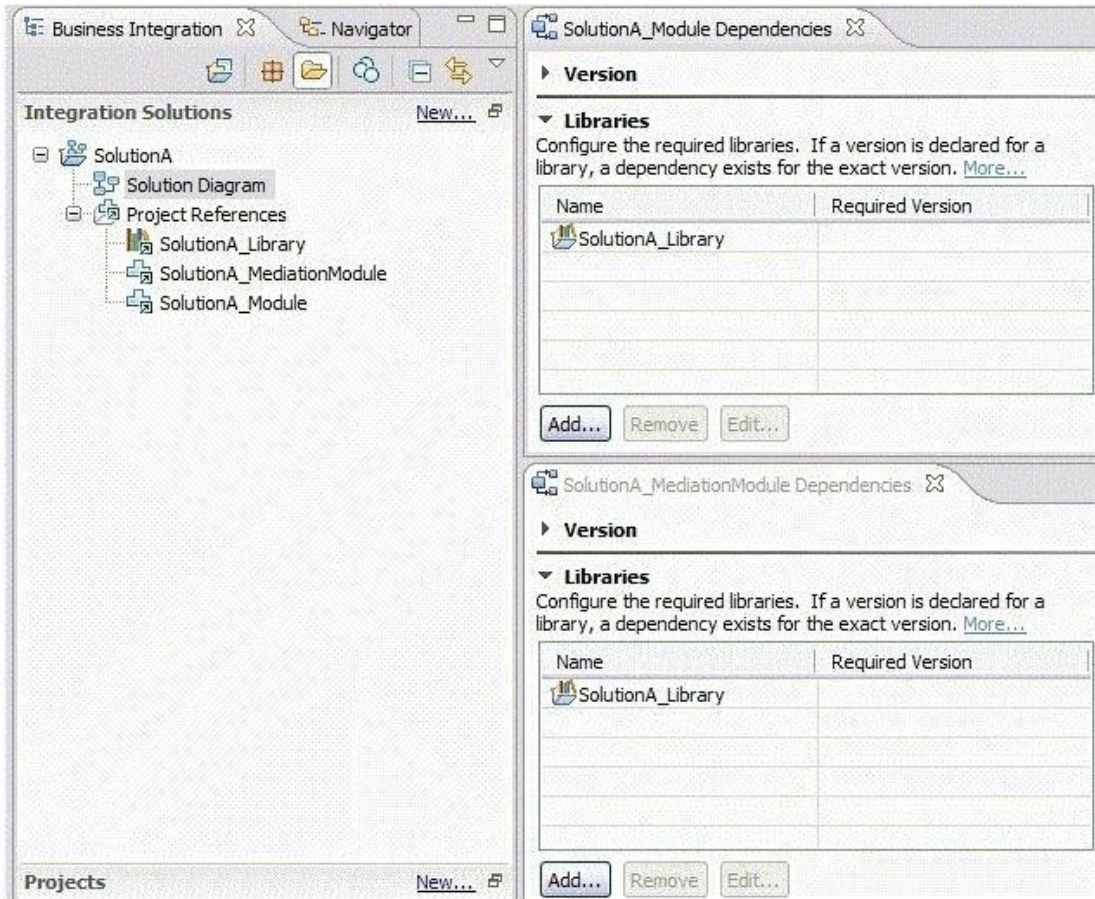 Business Integration
Navigator
Integration Solutions
New...
SolutionA
Solution Diagram
Project References
SolutionA_Library
SolutionA_MediationModule
SolutionA_Module
Projects
New...
SolutionA_Module Dependencies
Version
Libraries
Configure the required libraries. If a version is declared for a
library, a dependency exists for the exact version. More...
Name Required Version
SolutionA_Library
Add... Remove Edit...
SolutionA_MediationModule Dependencies
Version
Libraries
Configure the required libraries. If a version is declared for a
library, a dependency exists for the exact version. More...
Name Required Version
SolutionA_Library
Add... Remove Edit...